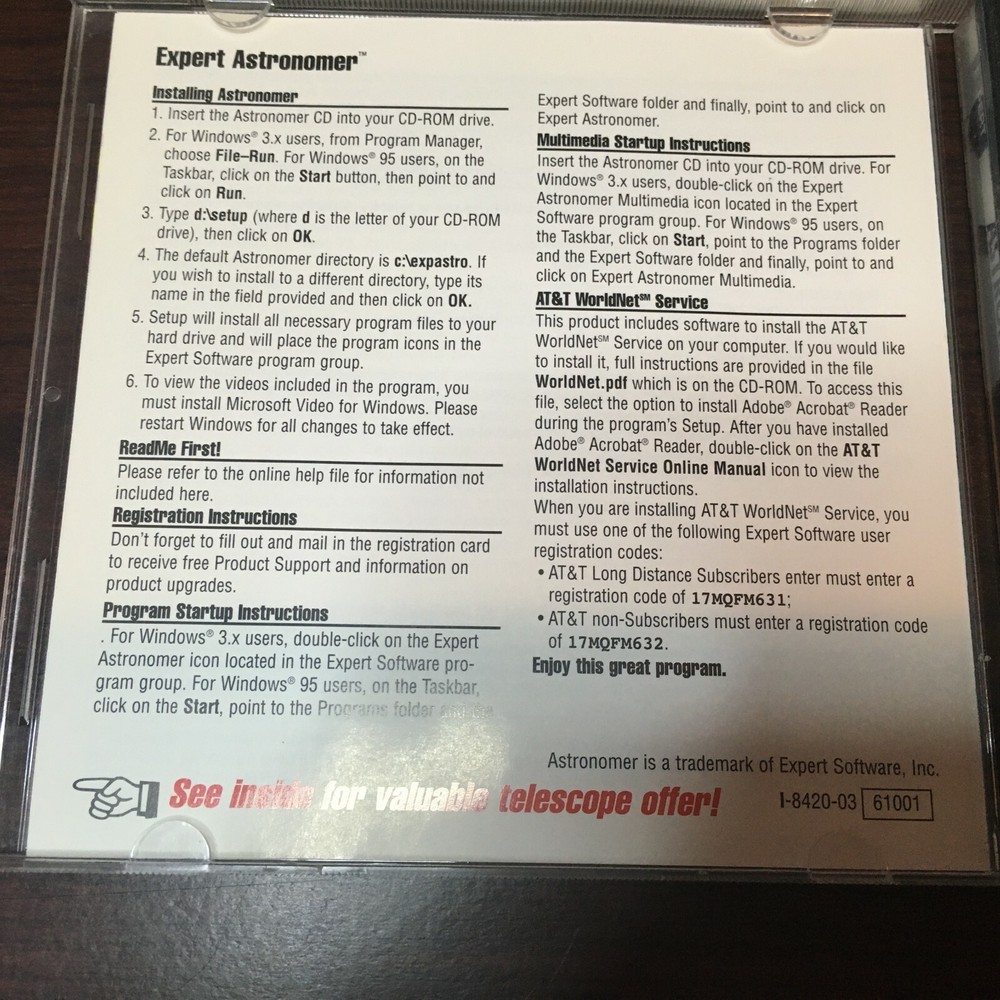 Expert Astronomer™
Installing Astronomer
1. Insert the Astronomer CD into your CD-ROM drive.
2. For Windows® 3.x users, from Program Manager,
choose File–Run. For Windows® 95 users, on the
Taskbar, click on the Start button, then point to and
click on Run.
3. Type d:\setup (where d is the letter of your CD-ROM
drive), then click on OK.
4. The default Astronomer directory is c:\expastro. If
you wish to install to a different directory, type its
name in the field provided and then click on OK.
5. Setup will install all necessary program files to your
hard drive and will place the program icons in the
Expert Software program group.
6. To view the videos included in the program, you
must install Microsoft Video for Windows. Please
restart Windows for all changes to take effect.
ReadMe First!
Please refer to the online help file for information not
included here.
Registration Instructions
Don't forget to fill out and mail in the registration card
to receive free Product Support and information on
product upgrades.
Program Startup Instructions
. For Windows® 3.x users, double-click on the Expert
Astronomer icon located in the Expert Software pro-
gram group. For Windows® 95 users, on the Taskbar,
click on the Start, point to the Programs folder and the
Expert Software folder and finally, point to and click on
Expert Astronomer.
Multimedia Startup Instructions
Insert the Astronomer CD into your CD-ROM drive. For
Windows® 3.x users, double-click on the Expert
Astronomer Multimedia icon located in the Expert
Software program group. For Windows® 95 users, on
the Taskbar, click on Start, point to the Programs folder
and the Expert Software folder and finally, point to and
click on Expert Astronomer Multimedia.
AT&T WorldNet℠ Service
This product includes software to install the AT&T
WorldNet℠ Service on your computer. If you would like
to install it, full instructions are provided in the file
WorldNet.pdf which is on the CD-ROM. To access this
file, select the option to install Adobe® Acrobat® Reader
during the program's Setup. After you have installed
Adobe® Acrobat® Reader, double-click on the AT&T
WorldNet Service Online Manual icon to view the
installation instructions.
When you are installing AT&T WorldNet℠ Service, you
must use one of the following Expert Software user
registration codes:
• AT&T Long Distance Subscribers enter must enter a
registration code of 17MQFM631;
• AT&T non-Subscribers must enter a registration code
of 17MQFM632.
Enjoy this great program.
Astronomer is a trademark of Expert Software, Inc.
See inside for valuable telescope offer!
I-8420-03 61001